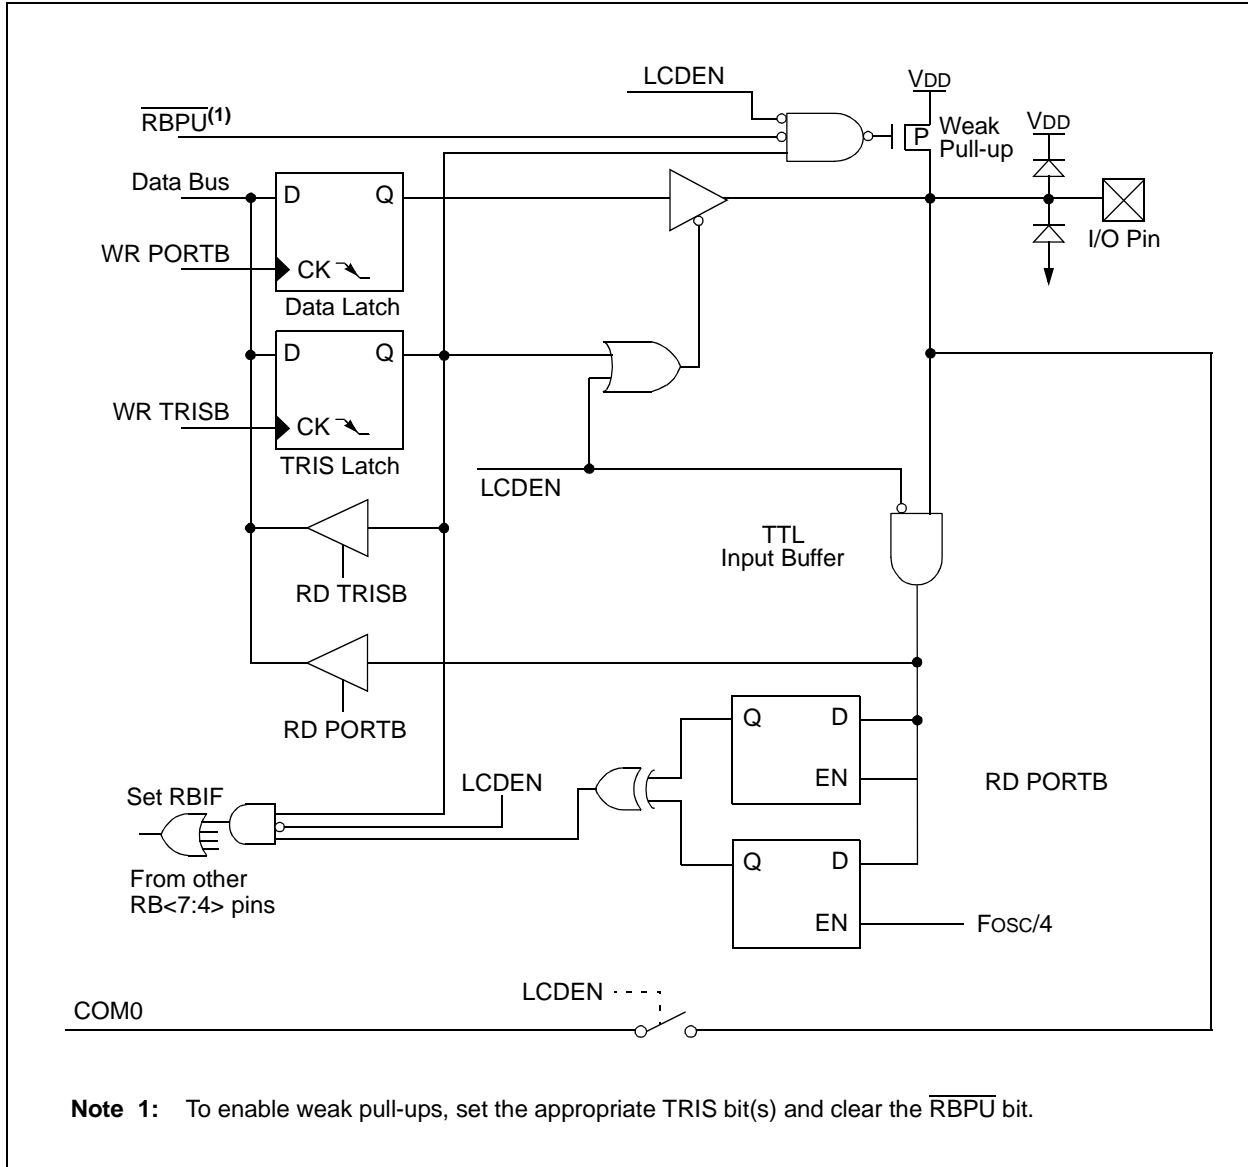 LCDEN
VDD
RBPU(1)
P
Weak
Pull-up
VDD
Data Bus
D
Q
WR PORTB
CK
Data Latch
I/O Pin
D
Q
WR TRISB
CK
TRIS Latch
LCDEN
TTL
Input Buffer
RD TRISB
RD PORTB
Q
D
EN
RD PORTB
LCDEN
Set RBIF
From other
RB<7:4> pins
Q
D
EN
FOSC/4
LCDEN
COM0
Note 1: To enable weak pull-ups, set the appropriate TRIS bit(s) and clear the RBPU bit.